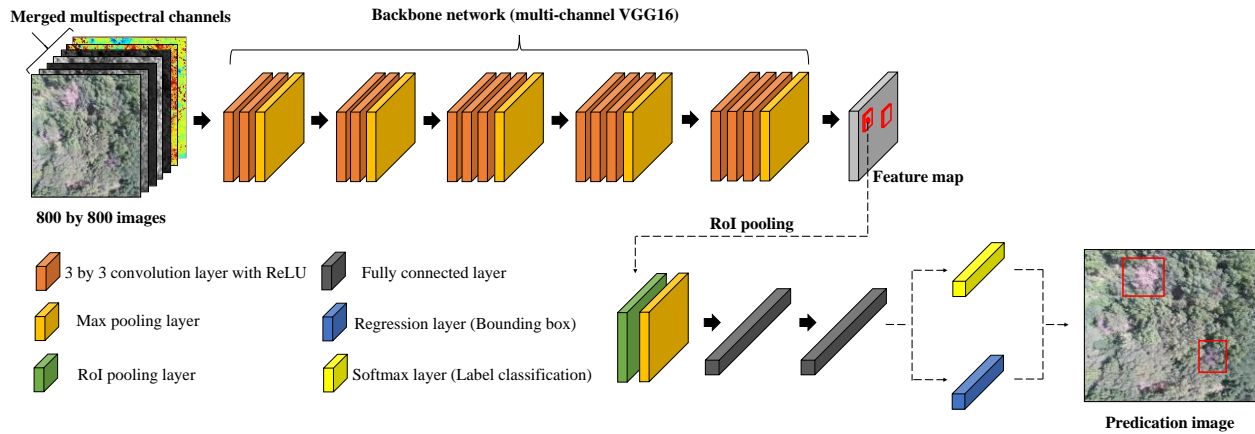 Merged multispectral channels
Backbone network (multi-channel VGG16)
800 by 800 images
Feature map
RoI pooling
3 by 3 convolution layer with ReLU
Fully connected layer
Max pooling layer
Regression layer (Bounding box)
RoI pooling layer
Softmax layer (Label classification)
Predication image